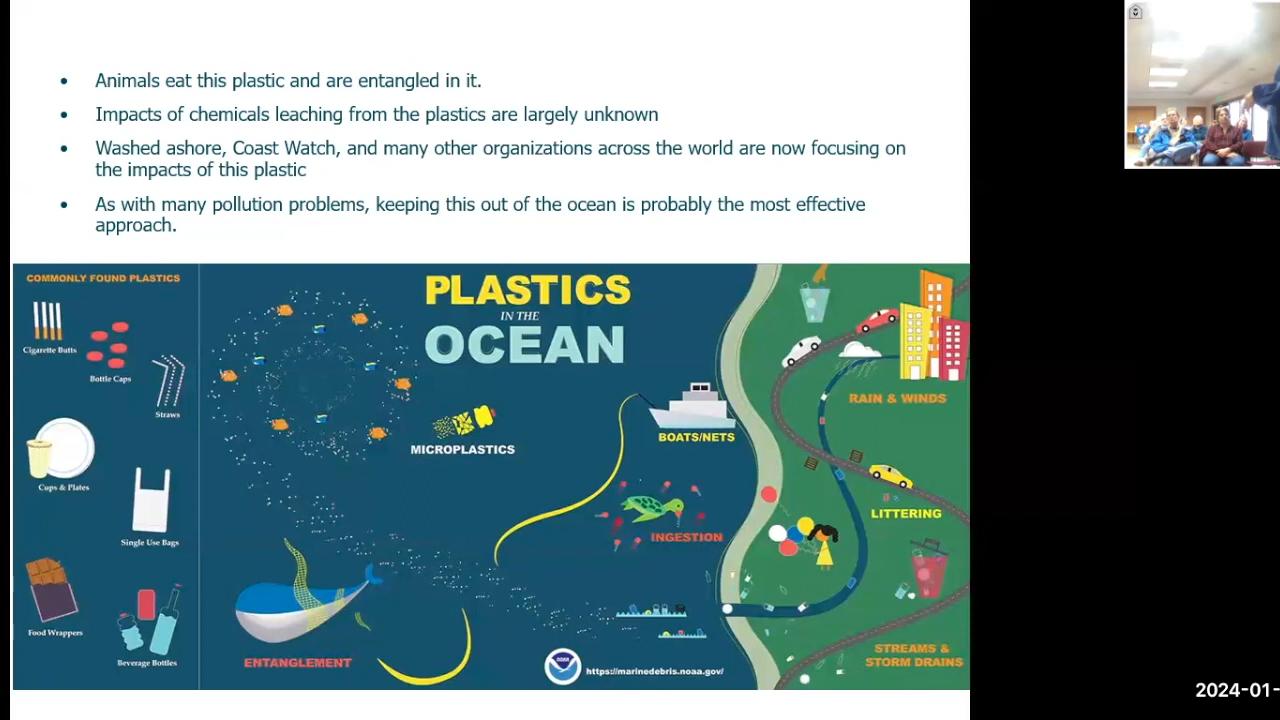 Animals eat this plastic and are entangled in it.
Impacts of chemicals leaching from the plastics are largely unknown
Washed ashore, Coast Watch, and many other organizations across the world are now focusing on
the impacts of this plastic
As with many pollution problems, keeping this out of the ocean is probably the most effective
approach.
COMMONLY FOUND PLASTICS
Cigarette Butts
Bottle Caps
Straws
Cups & Plates
Single Use Bags
Food Wrappers
Beverage Bottles
PLASTICS
IN THE
OCEAN
MICROPLASTICS
BOATS/NETS
INGESTION
ENTANGLEMENT
NOAA
https://marinedebris.noaa.gov/
RAIN & WINDS
LITTERING
STREAMS &
STORM DRAINS
2024-01-